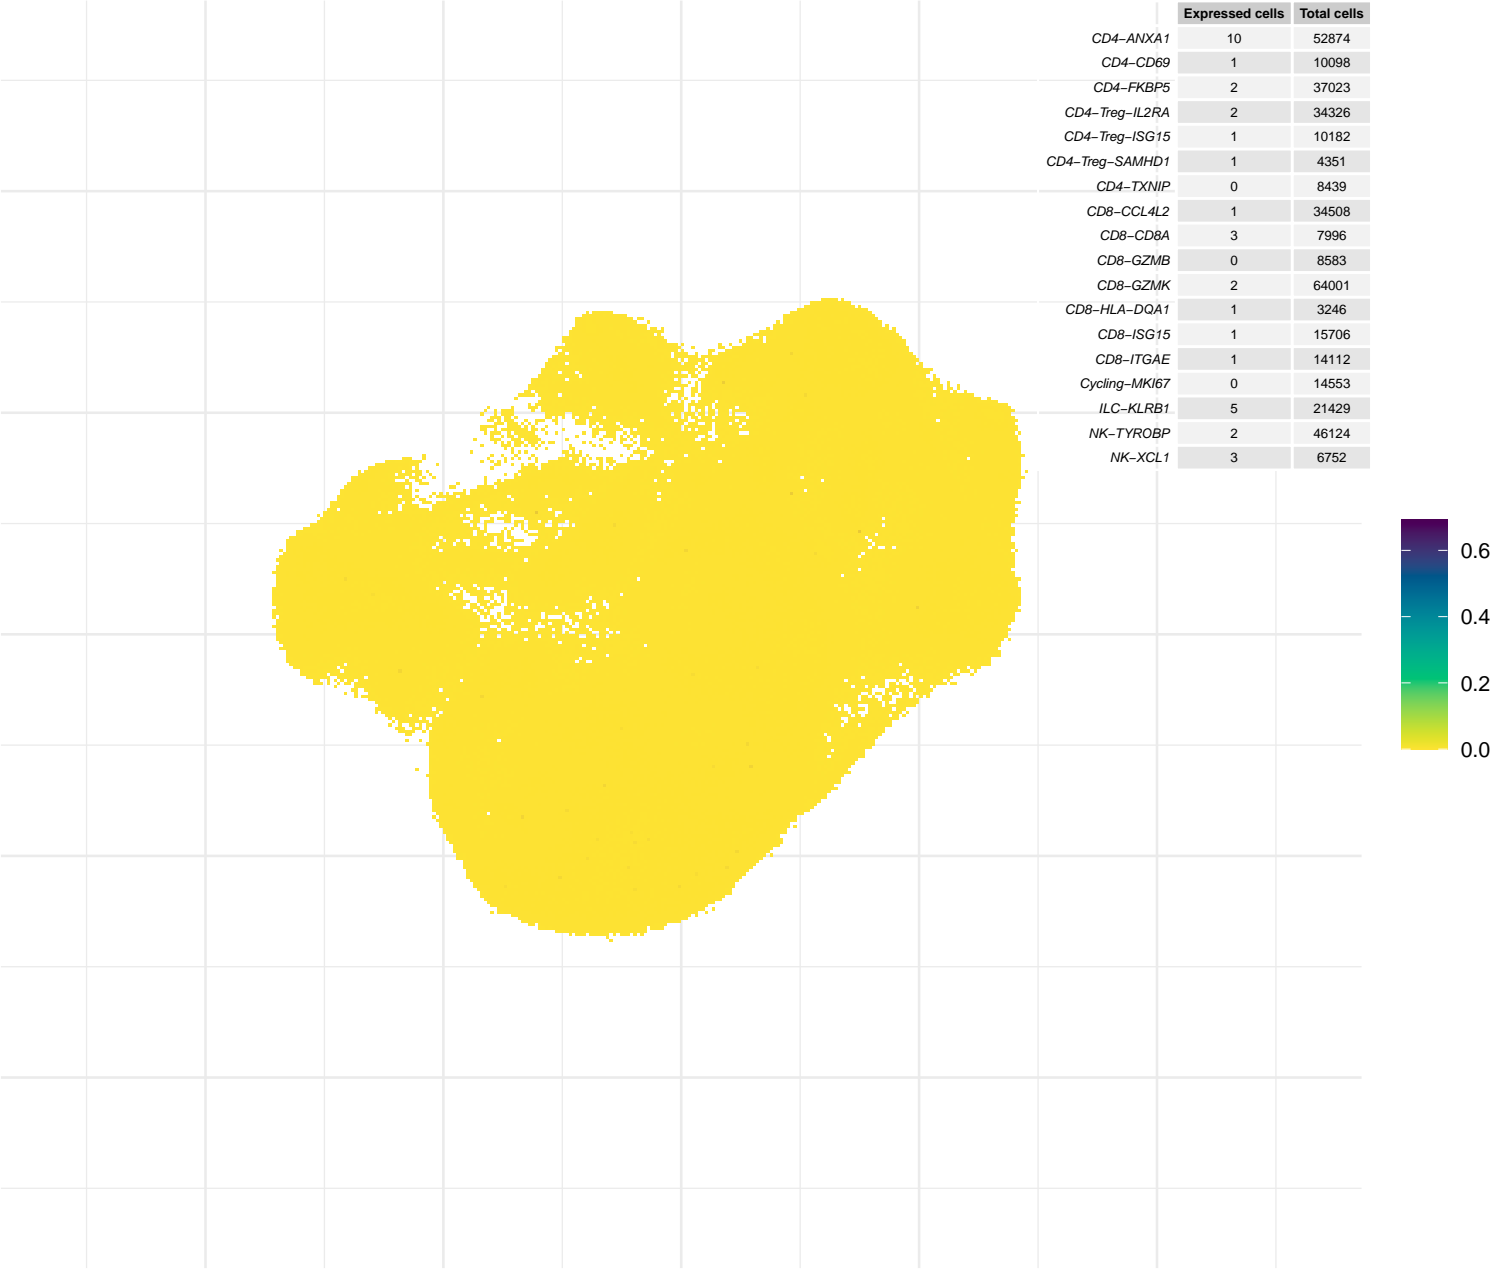 Expressed cells Total cells
CD4−ANXA1 10 52874
CD4−CD69 1 10098
CD4−FKBP5 2 37023
CD4−Treg−IL2RA 2 34326
CD4−Treg−ISG15 1 10182
CD4−Treg−SAMHD1 1 4351
CD4−TXNIP 0 8439
CD8−CCL4L2 1 34508
CD8−CD8A 3 7996
CD8−GZMB 0 8583
CD8−GZMK 2 64001
CD8−HLA−DQA1 1 3246
CD8−ISG15 1 15706
CD8−ITGAE 1 14112
Cycling−MKI67 0 14553
ILC−KLRB1 5 21429
NK−TYROBP 2 46124
NK−XCL1 3 6752
0.6
0.4
0.2
0.0